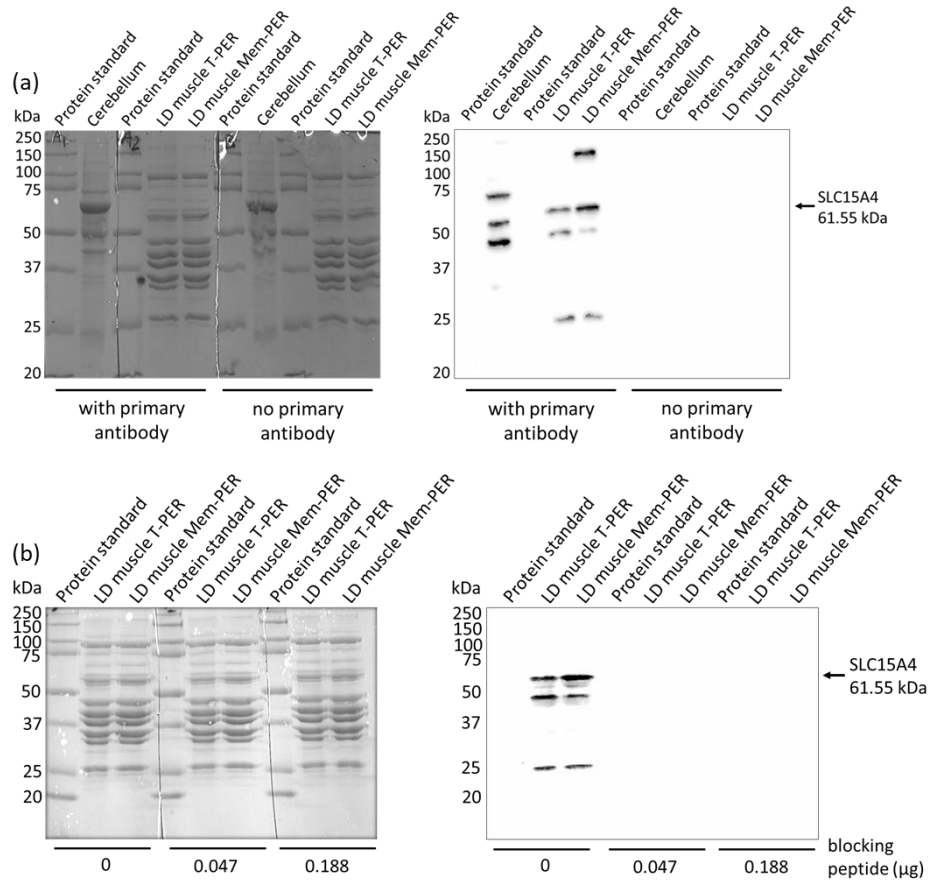 (a)
kDa
Protein standard
Cerebellum
Protein standard
LD muscle T-PER
LD muscle Mem-PER
Protein standard
Cerebellum
Protein standard
LD muscle T-PER
LD muscle Mem-PER
250
150
100
75
50
37
25
20
A1
A2
B
with primary
antibody
no primary
antibody
kDa
Protein standard
Cerebellum
Protein standard
LD muscle T-PER
LD muscle Mem-PER
Protein standard
Cerebellum
Protein standard
LD muscle T-PER
LD muscle Mem-PER
250
150
100
75
50
37
25
20
SLC15A4
61.55 kDa
with primary
antibody
no primary
antibody
(b)
kDa
Protein standard
LD muscle T-PER
LD muscle Mem-PER
Protein standard
LD muscle T-PER
LD muscle Mem-PER
Protein standard
LD muscle T-PER
LD muscle Mem-PER
250
150
100
75
50
37
25
20
0
0.047
0.188
kDa
Protein standard
LD muscle T-PER
LD muscle Mem-PER
Protein standard
LD muscle T-PER
LD muscle Mem-PER
Protein standard
LD muscle T-PER
LD muscle Mem-PER
250
150
100
75
50
37
25
20
SLC15A4
61.55 kDa
0
0.047
0.188
blocking
peptide (µg)